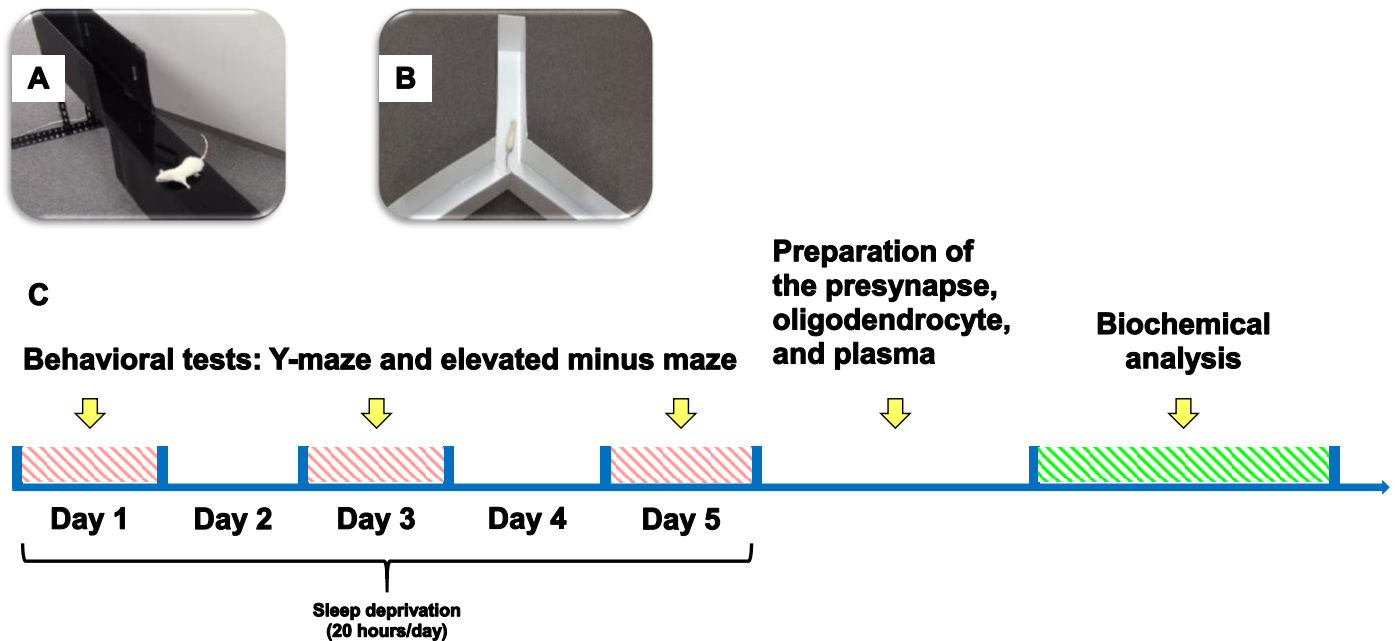 A
B
C
Behavioral tests: Y-maze and elevated minus maze
Preparation of
the presynapse,
oligodendrocyte,
and plasma
Biochemical
analysis
Day 1
Day 2
Day 3
Day 4
Day 5
Sleep deprivation
(20 hours/day)